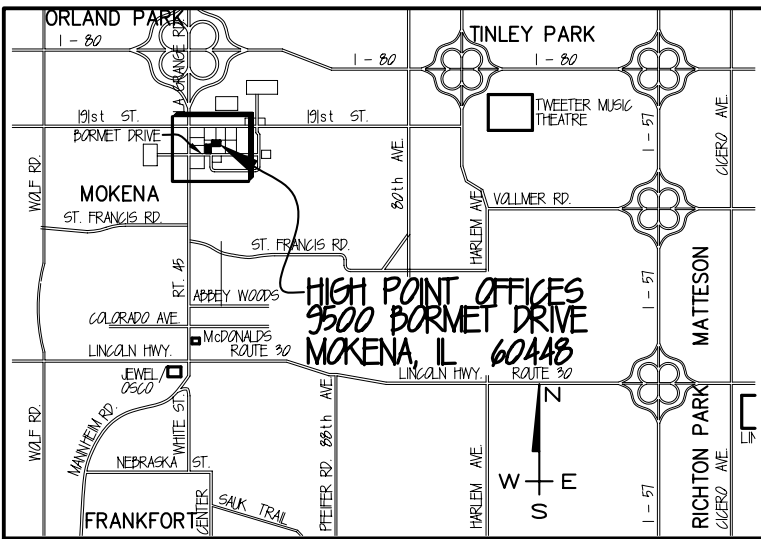 ORLAND PARK
I - 80
LA GRANGE RD.
TINLEY PARK
I - 80
I - 80
191st ST.
191st ST.
BORMET DRIVE
TWEETER MUSIC
THEATRE
I - 57
CICERO AVE.
WOLF RD.
MOKENA
80th AVE.
HARLEM AVE.
VOLLMER RD.
ST. FRANCIS RD.
ST. FRANCIS RD.
RT. 45
ABBEY WOODS
HIGH POINT OFFICES
9500 BORMET DRIVE
MOKENA, IL 60448
I - 57
MATTESON
COLORADO AVE.
McDONALDS
LINCOLN HWY.
ROUTE 30
JEWEL/
OSCO
LINCOLN HWY.
ROUTE 30
N
W
E
S
WOLF RD.
MANNHEIM RD.
WHITE ST.
PFEIFER RD. 88th AVE.
HARLEM AVE.
I - 57
RICHTON PARK
CICERO AVE.
NEBRASKA ST.
FRANKFORT
CENTER
SAUK TRAIL